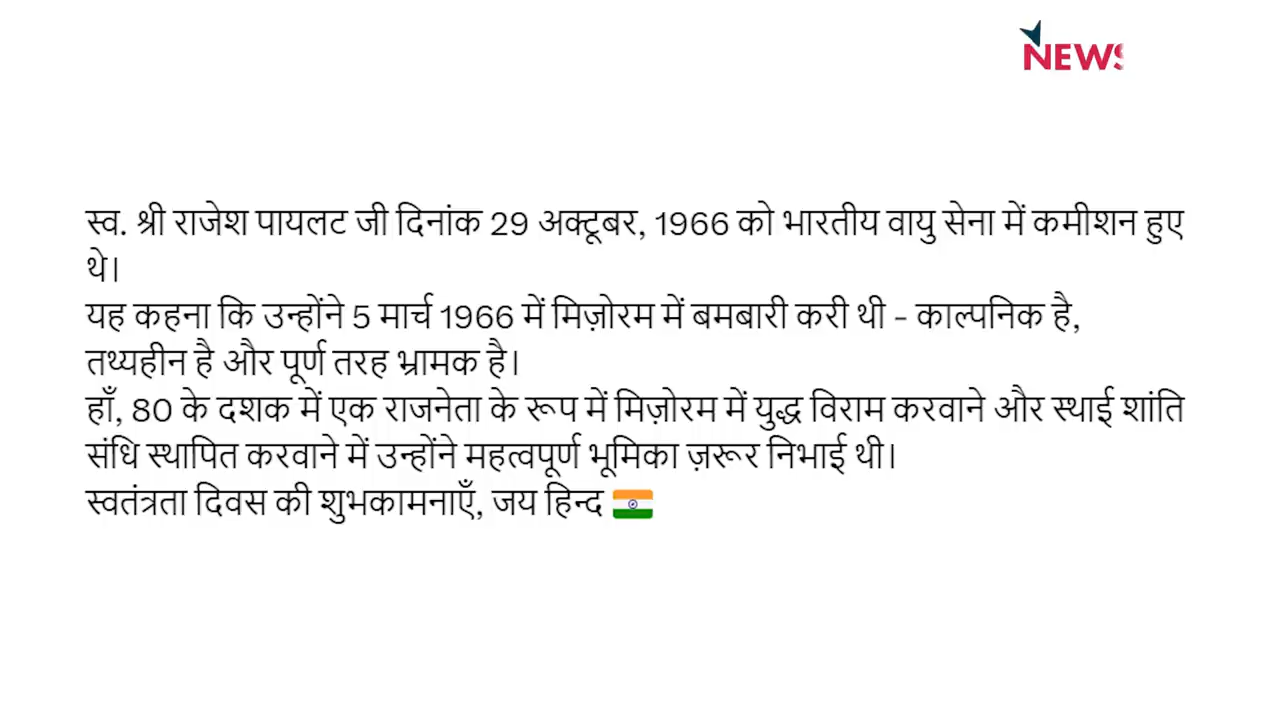 NEWS
स्व. श्री राजेश पायलट जी दिनांक 29 अक्टूबर, 1966 को भारतीय वायु सेना में कमीशन हुए
थे।
यह कहना कि उन्होंने 5 मार्च 1966 में मिज़ोरम में बमबारी करी थी - काल्पनिक है,
तथ्यहीन है और पूर्ण तरह भ्रामक है।
हाँ, 80 के दशक में एक राजनेता के रूप में मिज़ोरम में युद्ध विराम करवाने और स्थाई शांति
संधि स्थापित करवाने में उन्होंने महत्वपूर्ण भूमिका ज़रूर निभाई थी।
स्वतंत्रता दिवस की शुभकामनाएँ, जय हिन्द 🇮🇳